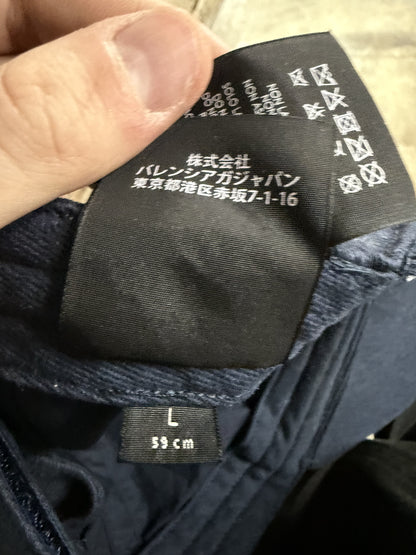 株式会社
バレンシアガジャパン
東京都港区赤坂7-1-16
L
59 cm